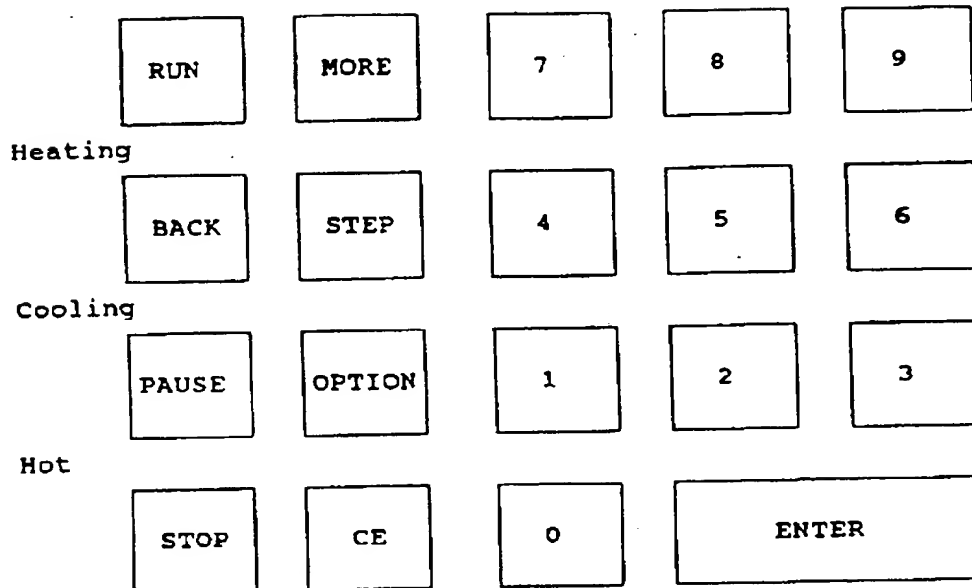 RUN MORE 7 8 9
Heating
BACK STEP 4 5 6
Cooling
PAUSE OPTION 1 2 3
Hot
STOP CE 0 ENTER